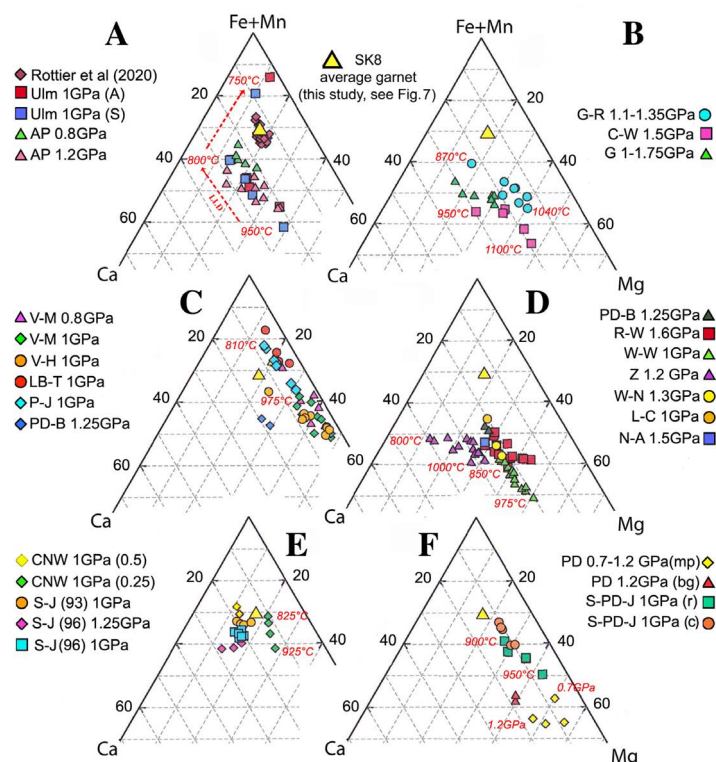 Fe+Mn
A
Rottier et al (2020)
Ulm 1GPa (A)
Ulm 1GPa (S)
AP 0.8GPa
AP 1.2GPa
750°C
20
800°C
40
LLD
60
950°C
Ca
SK8
average garnet
(this study, see Fig.7)
Fe+Mn
B
G-R 1.1-1.35GPa
C-W 1.5GPa
G 1-1.75GPa
20
40
870°C
950°C
1040°C
60
1100°C
Mg
C
V-M 0.8GPa
V-M 1GPa
V-H 1GPa
LB-T 1GPa
P-J 1GPa
PD-B 1.25GPa
20
810°C
40
975°C
60
Ca
D
PD-B 1.25GPa
R-W 1.6GPa
W-W 1GPa
Z 1.2 GPa
W-N 1.3GPa
L-C 1GPa
N-A 1.5GPa
20
40
800°C
1000°C
850°C
60
975°C
Ca
Mg
E
CNW 1GPa (0.5)
CNW 1GPa (0.25)
S-J (93) 1GPa
S-J (96) 1.25GPa
S-J(96) 1GPa
20
825°C
40
925°C
60
Ca
F
PD 0.7-1.2 GPa(mp)
PD 1.2GPa (bg)
S-PD-J 1GPa (r)
S-PD-J 1GPa (c)
20
40
900°C
950°C
0.7GPa
60
1.2GPa
Ca
Mg